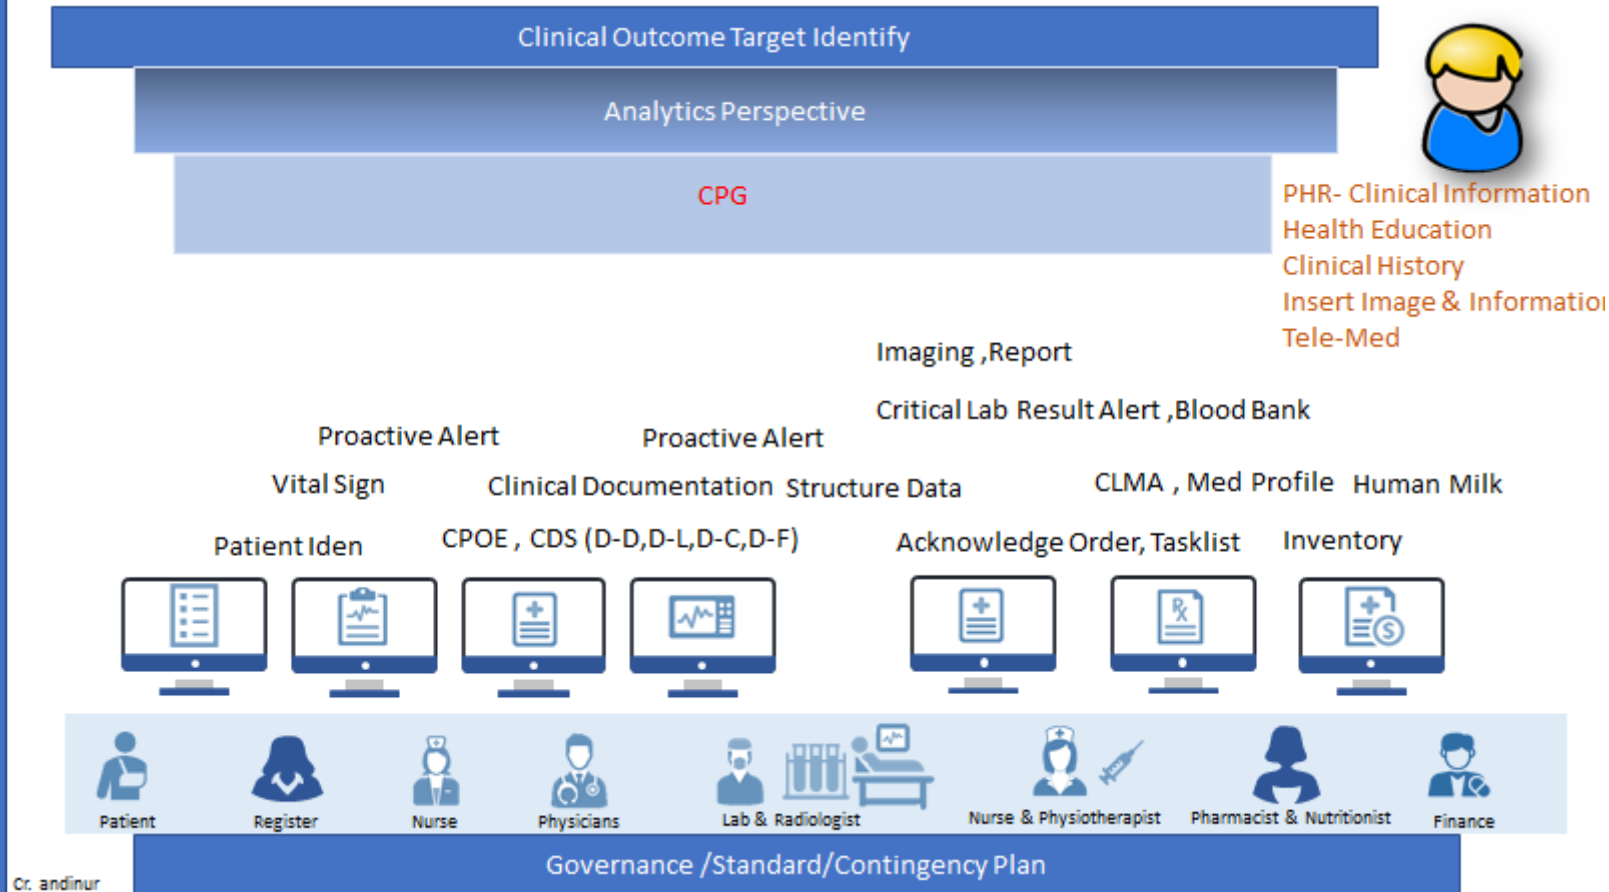 Clinical Outcome Target Identify
Analytics Perspective
CPG
PHR- Clinical Information
Health Education
Clinical History
Insert Image & Information
Tele-Med
Imaging ,Report
Critical Lab Result Alert ,Blood Bank
Proactive Alert
Proactive Alert
Vital Sign
Clinical Documentation
Structure Data
CLMA , Med Profile
Human Milk
Patient Iden
CPOE , CDS (D-D,D-L,D-C,D-F)
Acknowledge Order, Tasklist
Inventory
Rx
$
Patient
Register
Nurse
Physicians
Lab & Radiologist
Nurse & Physiotherapist
Pharmacist & Nutritionist
Finance
Governance /Standard/Contingency Plan
Cr. andinur